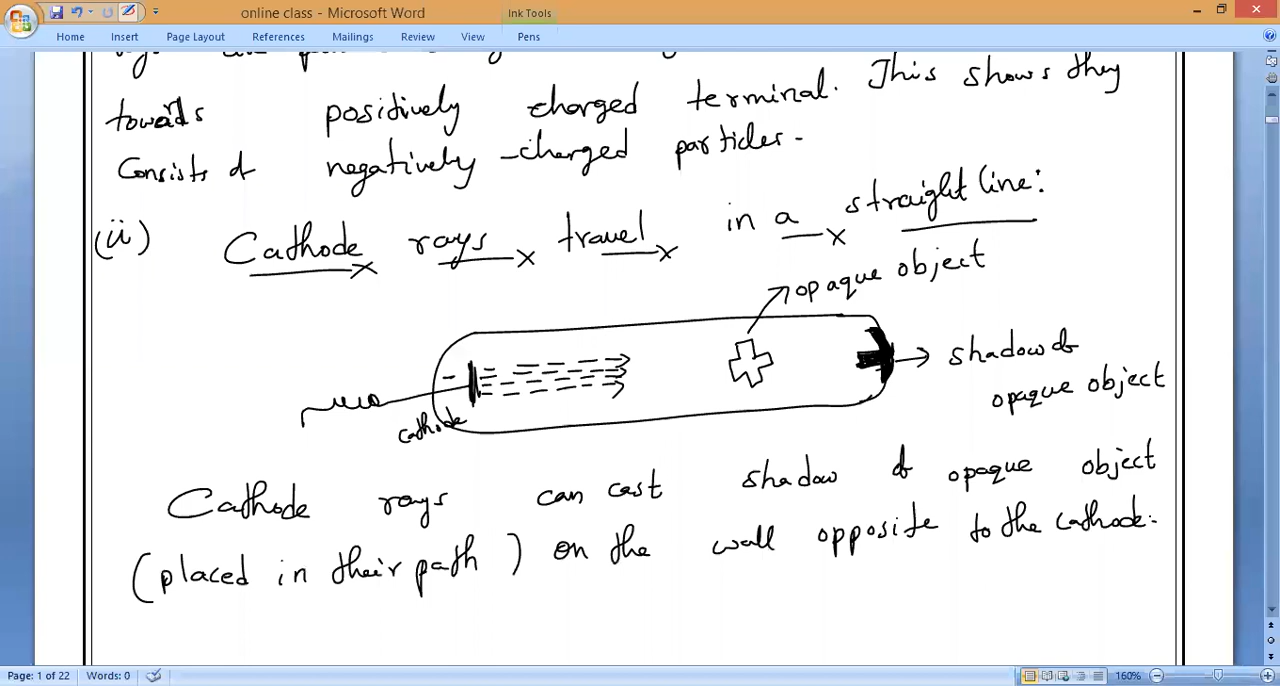 online class - Microsoft Word
Ink Tools
Home Insert Page Layout References Mailings Review View Pens
towards positively charged terminal. This shows they
Consists of negatively charged particles.
(ii) Cathode rays travel in a straight line:
opaque object
shadow of
opaque object
cathode
Cathode rays can cast shadow of opaque object
(placed in their path) on the wall opposite to the cathode.
Page: 1 of 22 Words: 0 160%